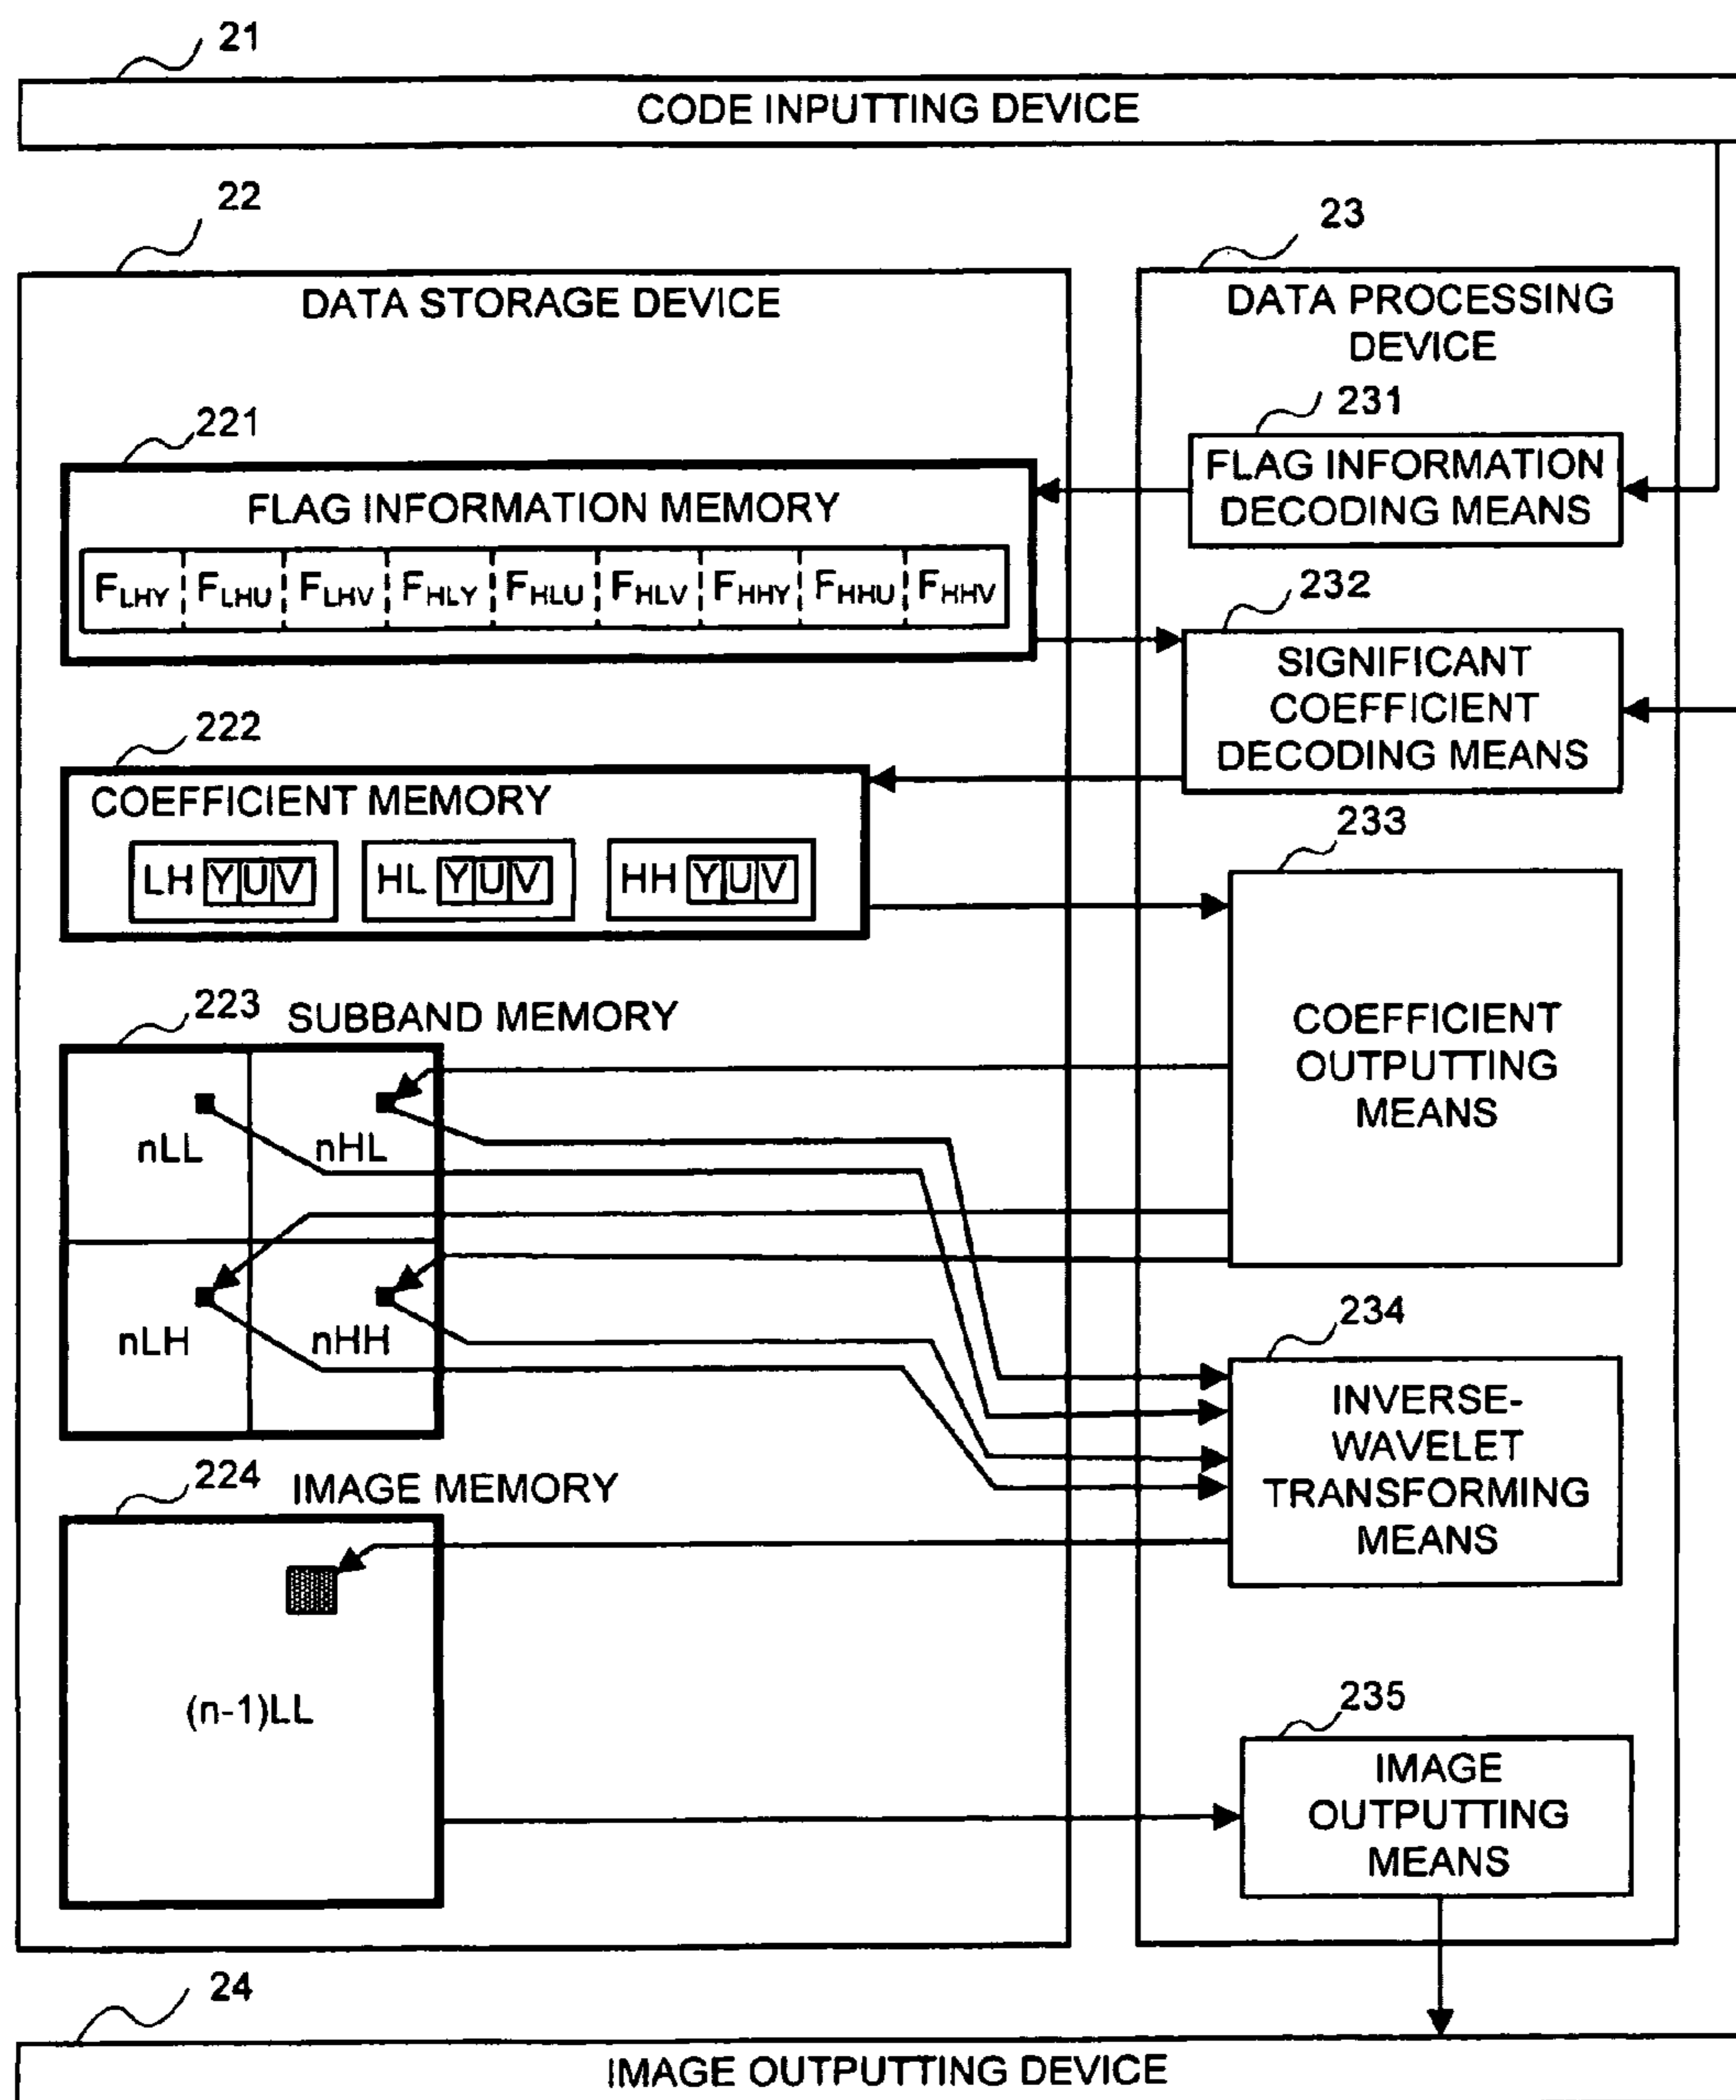 21
CODE INPUTTING DEVICE
22
23
DATA STORAGE DEVICE
DATA PROCESSING
DEVICE
221
231
FLAG INFORMATION MEMORY
FLAG INFORMATION
DECODING MEANS
FLHY FLHU FLHV FHLY FHLU FHLV FHHY FHHU FHHV
232
SIGNIFICANT
COEFFICIENT
DECODING MEANS
222
COEFFICIENT MEMORY
LH Y U V HL Y U V HH Y U V
233
COEFFICIENT
OUTPUTTING
MEANS
223
SUBBAND MEMORY
nLL nHL
nLH nHH
234
INVERSE-
WAVELET
TRANSFORMING
MEANS
224
IMAGE MEMORY
(n-1)LL
235
IMAGE
OUTPUTTING
MEANS
24
IMAGE OUTPUTTING DEVICE